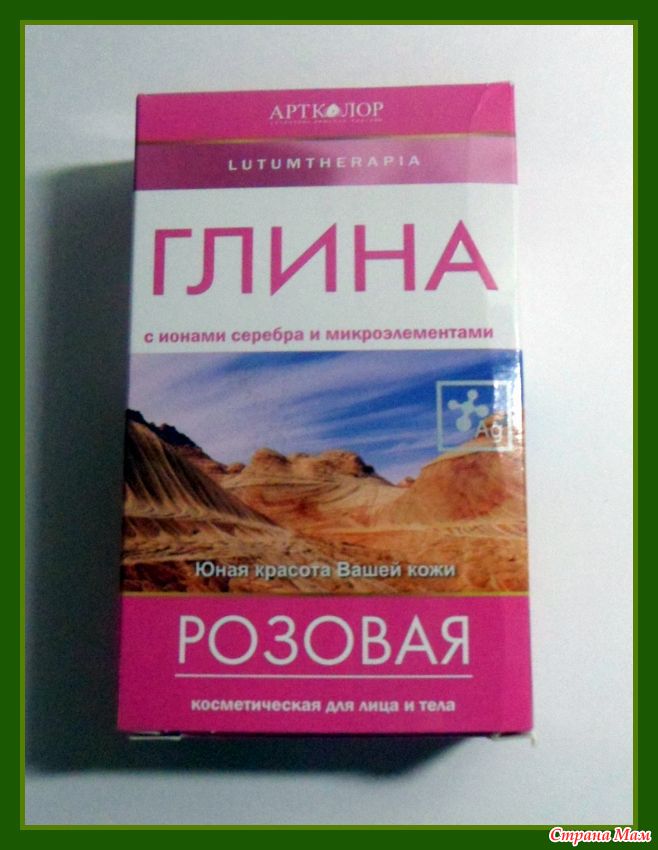 АРТКОЛОР
LUTUMTHERAPIA
ГЛИНА
с ионами серебра и микроэлементами
Ag
Юная красота Вашей кожи
РОЗОВАЯ
косметическая для лица и тела
Страна Мам